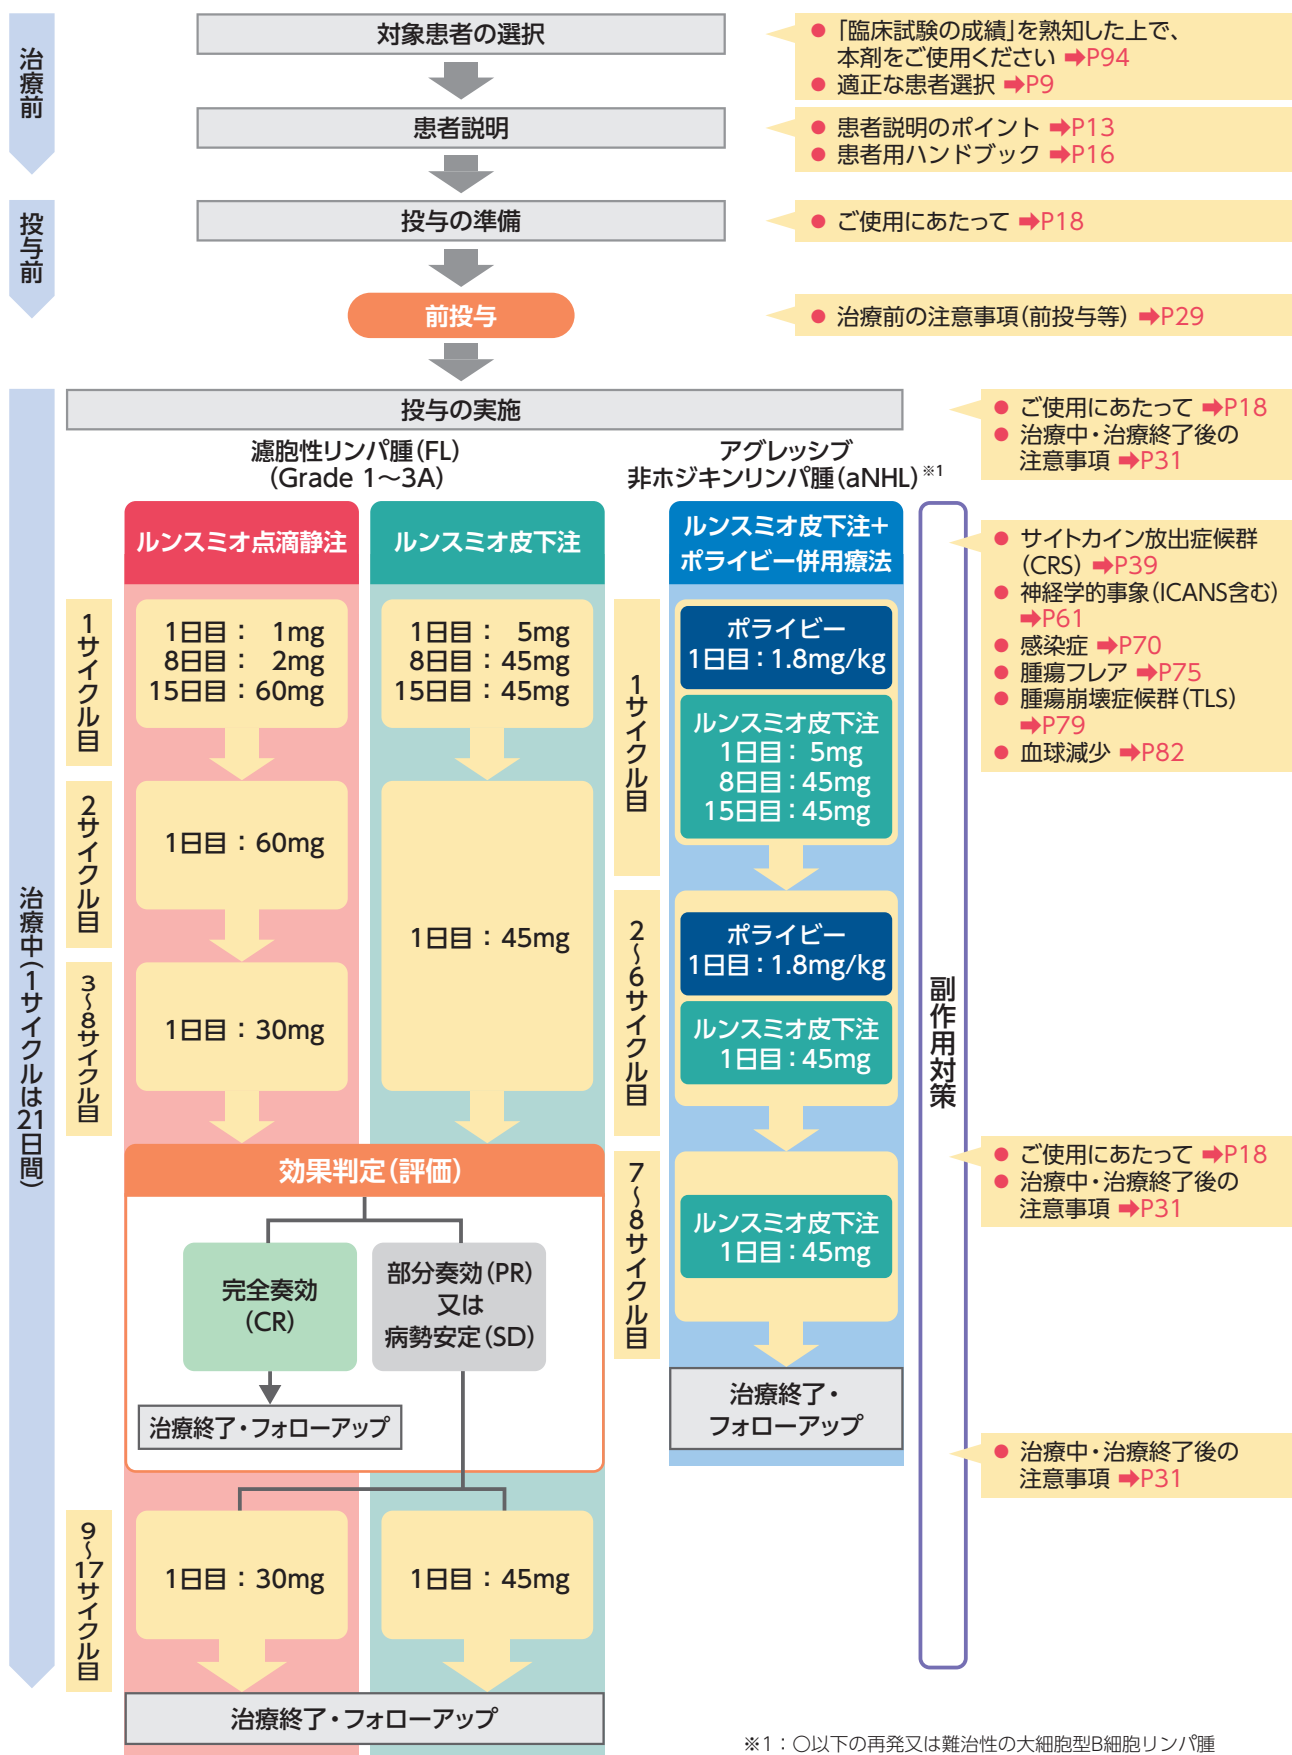 治療前
対象患者の選択
● 「臨床試験の成績」を熟知した上で、
本剤をご使用ください ➡P94
● 適正な患者選択 ➡P9
患者説明
● 患者説明のポイント ➡P13
● 患者用ハンドブック ➡P16
投与前
投与の準備
● ご使用にあたって ➡P18
前投与
● 治療前の注意事項(前投与等) ➡P29
治療中(1サイクルは21日間)
投与の実施
● ご使用にあたって ➡P18
● 治療中・治療終了後の
注意事項 ➡P31
濾胞性リンパ腫(FL)
(Grade 1～3A)
アグレッシブ
非ホジキンリンパ腫(aNHL)※1
ルンスミオ点滴静注
ルンスミオ皮下注
ルンスミオ皮下注+
ポライビー併用療法
副作用対策
● サイトカイン放出症候群
(CRS) ➡P39
● 神経学的事象(ICANS含む)
➡P61
● 感染症 ➡P70
● 腫瘍フレア ➡P75
● 腫瘍崩壊症候群(TLS)
➡P79
● 血球減少 ➡P82
1サイクル目
1日目： 1mg
8日目： 2mg
15日目：60mg
1日目： 5mg
8日目：45mg
15日目：45mg
1サイクル目
ポライビー
1日目：1.8mg/kg
ルンスミオ皮下注
1日目： 5mg
8日目：45mg
15日目：45mg
2サイクル目
1日目：60mg
1日目：45mg
2～6サイクル目
ポライビー
1日目：1.8mg/kg
ルンスミオ皮下注
1日目：45mg
3～8サイクル目
1日目：30mg
7～8サイクル目
ルンスミオ皮下注
1日目：45mg
● ご使用にあたって ➡P18
● 治療中・治療終了後の
注意事項 ➡P31
効果判定(評価)
完全奏効
(CR)
部分奏効(PR)
又は
病勢安定(SD)
治療終了・フォローアップ
治療終了・
フォローアップ
● 治療中・治療終了後の
注意事項 ➡P31
9～17サイクル目
1日目：30mg
1日目：45mg
治療終了・フォローアップ
※1：○以下の再発又は難治性の大細胞型B細胞リンパ腫